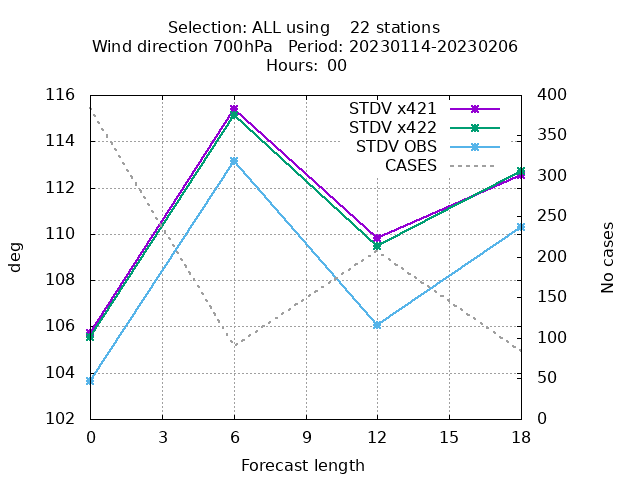 Selection: ALL using    22 stations
Wind direction 700hPa   Period: 20230114-20230206
Hours: 00
116
114
112
110
108
106
104
102
deg
400
350
300
250
200
150
100
50
0
No cases
STDV x421
STDV x422
STDV OBS
CASES
0 3 6 9 12 15 18
Forecast length